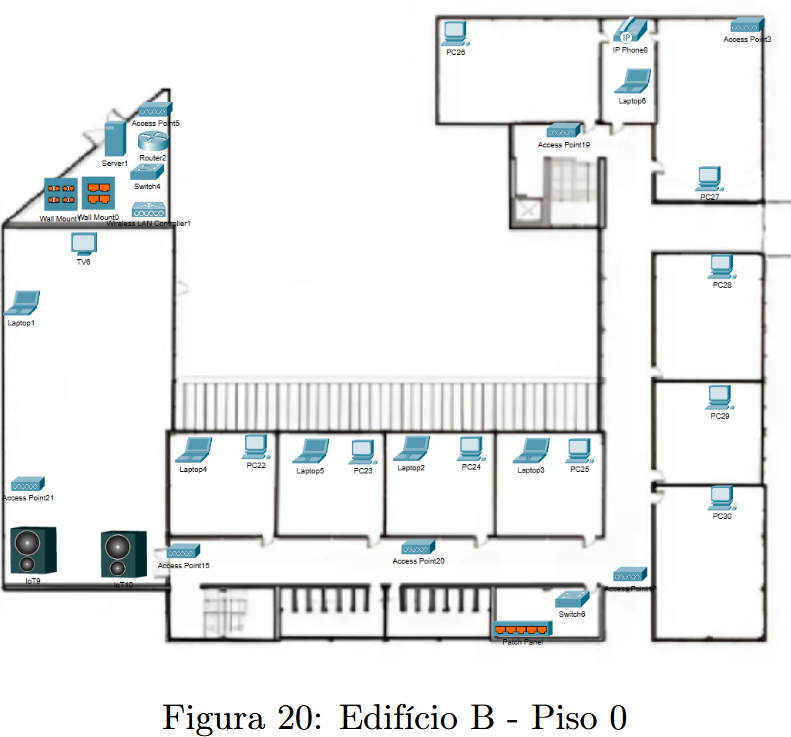 PC26
IP Phone8
IP
Access Point3
Laptop6
Access Point5
Access Point19
Server1
Router2
Switch4
PC27
Wall Mount1
Wall Mount0
Wireless LAN Controller1
TV6
PC28
Laptop1
PC29
Laptop4
PC22
Laptop5
PC23
Laptop2
PC24
Laptop3
PC25
Access Point21
PC30
Access Point15
Access Point20
IoT9
IoT10
Switch6
Patch Panel
Figura 20: Edifício B - Piso 0